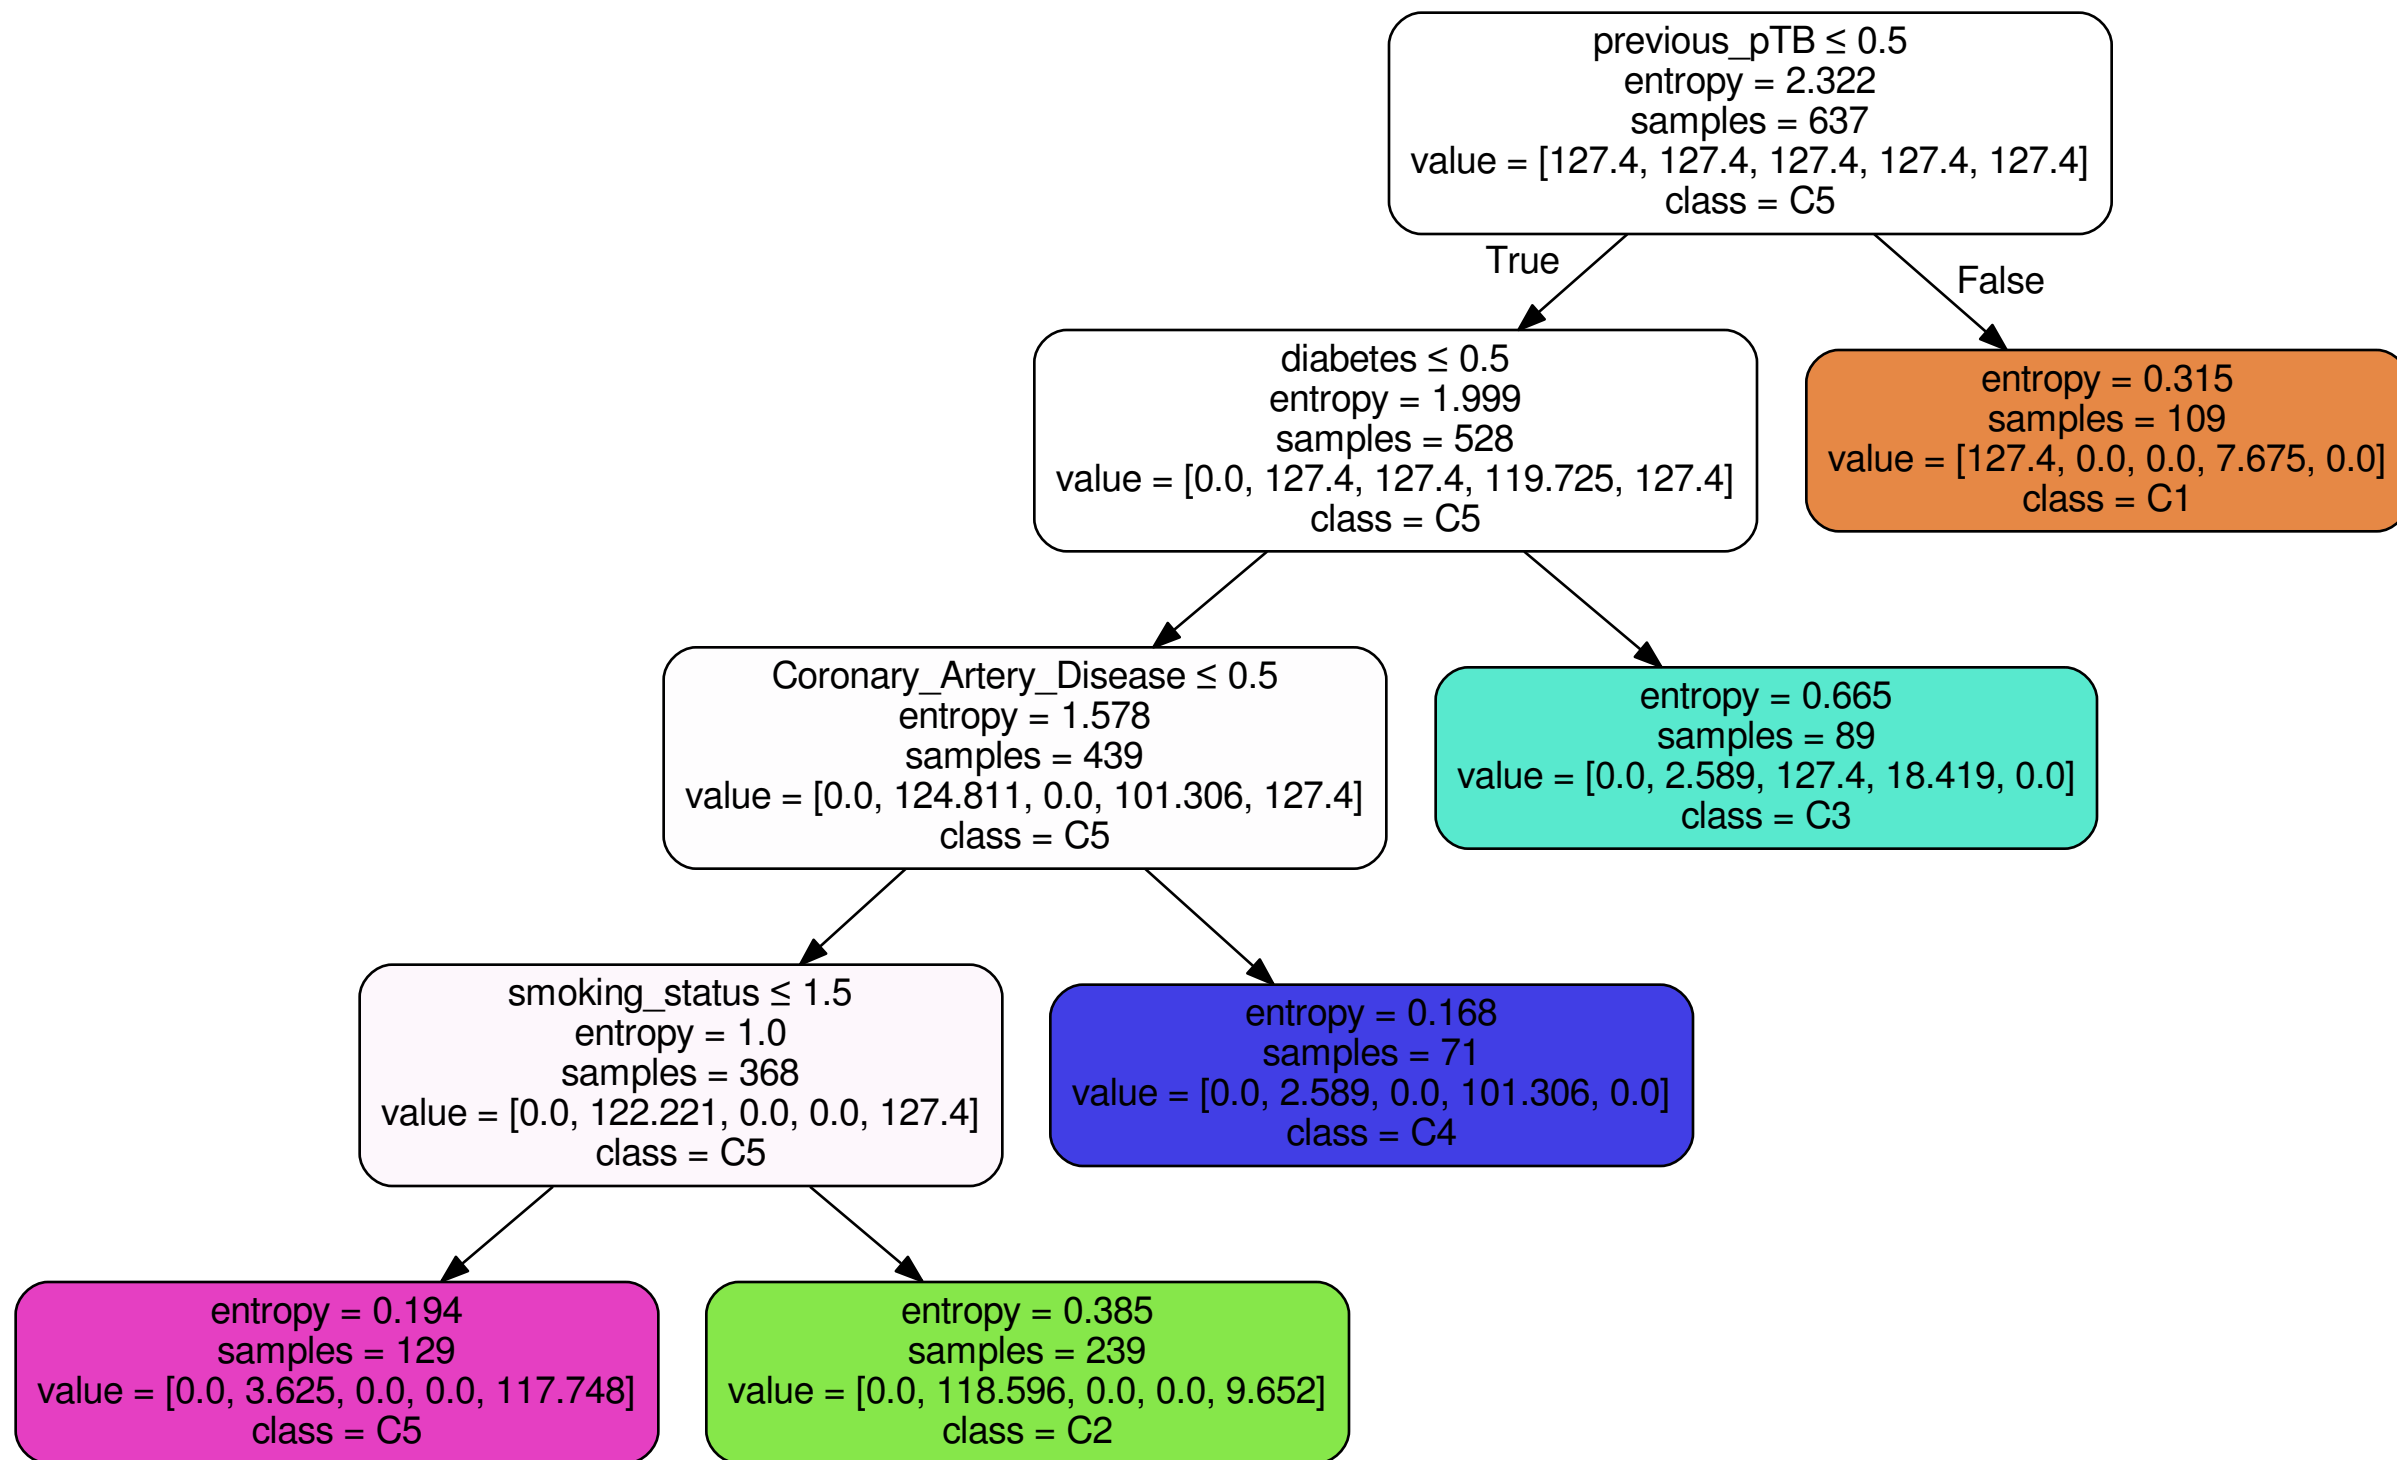 previous_pTB ≤ 0.5
entropy = 2.322
samples = 637
value = [127.4, 127.4, 127.4, 127.4, 127.4]
class = C5
True
False
diabetes ≤ 0.5
entropy = 1.999
samples = 528
value = [0.0, 127.4, 127.4, 119.725, 127.4]
class = C5
entropy = 0.315
samples = 109
value = [127.4, 0.0, 0.0, 7.675, 0.0]
class = C1
Coronary_Artery_Disease ≤ 0.5
entropy = 1.578
samples = 439
value = [0.0, 124.811, 0.0, 101.306, 127.4]
class = C5
entropy = 0.665
samples = 89
value = [0.0, 2.589, 127.4, 18.419, 0.0]
class = C3
smoking_status ≤ 1.5
entropy = 1.0
samples = 368
value = [0.0, 122.221, 0.0, 0.0, 127.4]
class = C5
entropy = 0.168
samples = 71
value = [0.0, 2.589, 0.0, 101.306, 0.0]
class = C4
entropy = 0.194
samples = 129
value = [0.0, 3.625, 0.0, 0.0, 117.748]
class = C5
entropy = 0.385
samples = 239
value = [0.0, 118.596, 0.0, 0.0, 9.652]
class = C2